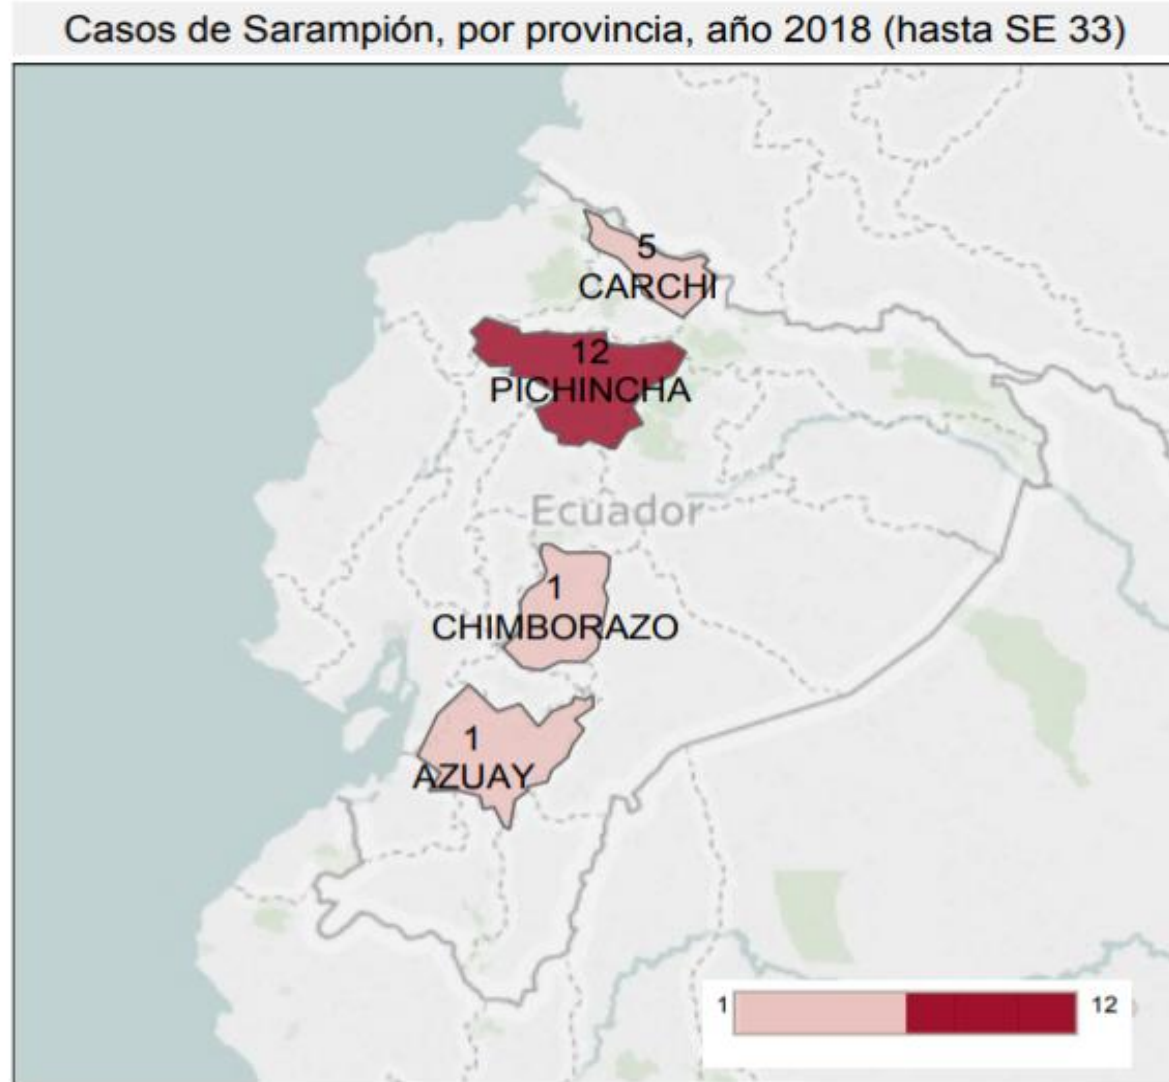 Casos de Sarampión, por provincia, año 2018 (hasta SE 33)
5
CARCHI
12
PICHINCHA
Ecuador
1
CHIMBORAZO
1
AZUAY
1 12